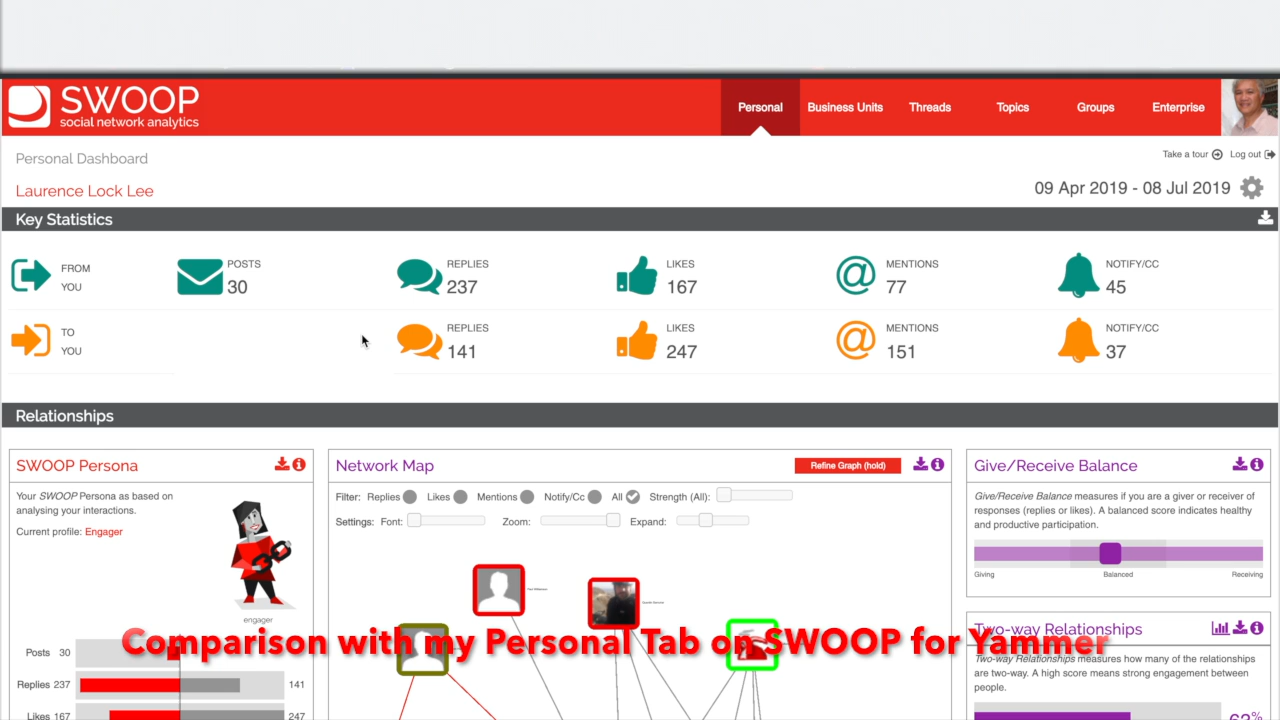 SWOOP
social network analytics
Personal
Business Units
Threads
Topics
Groups
Enterprise
Personal Dashboard
Take a tour
Log out
Laurence Lock Lee
09 Apr 2019 - 08 Jul 2019
Key Statistics
FROM
YOU
POSTS
30
REPLIES
237
LIKES
167
MENTIONS
77
NOTIFY/CC
45
TO
YOU
REPLIES
141
LIKES
247
MENTIONS
151
NOTIFY/CC
37
Relationships
SWOOP Persona
Your SWOOP Persona as based on
analysing your interactions.
Current profile: Engager
engager
Posts 30
Replies 237
141
Likes 167
247
Network Map
Refine Graph (hold)
Filter: Replies Likes Mentions Notify/Cc All Strength (All):
Settings: Font: Zoom: Expand:
Give/Receive Balance
Give/Receive Balance measures if you are a giver or receiver of
responses (replies or likes). A balanced score indicates healthy
and productive participation.
Giving
Balanced
Receiving
Two-way Relationships
Two-way Relationships measures how many of the relationships
are two-way. A high score means strong engagement between
people.
Comparison with my Personal Tab on SWOOP for Yammer